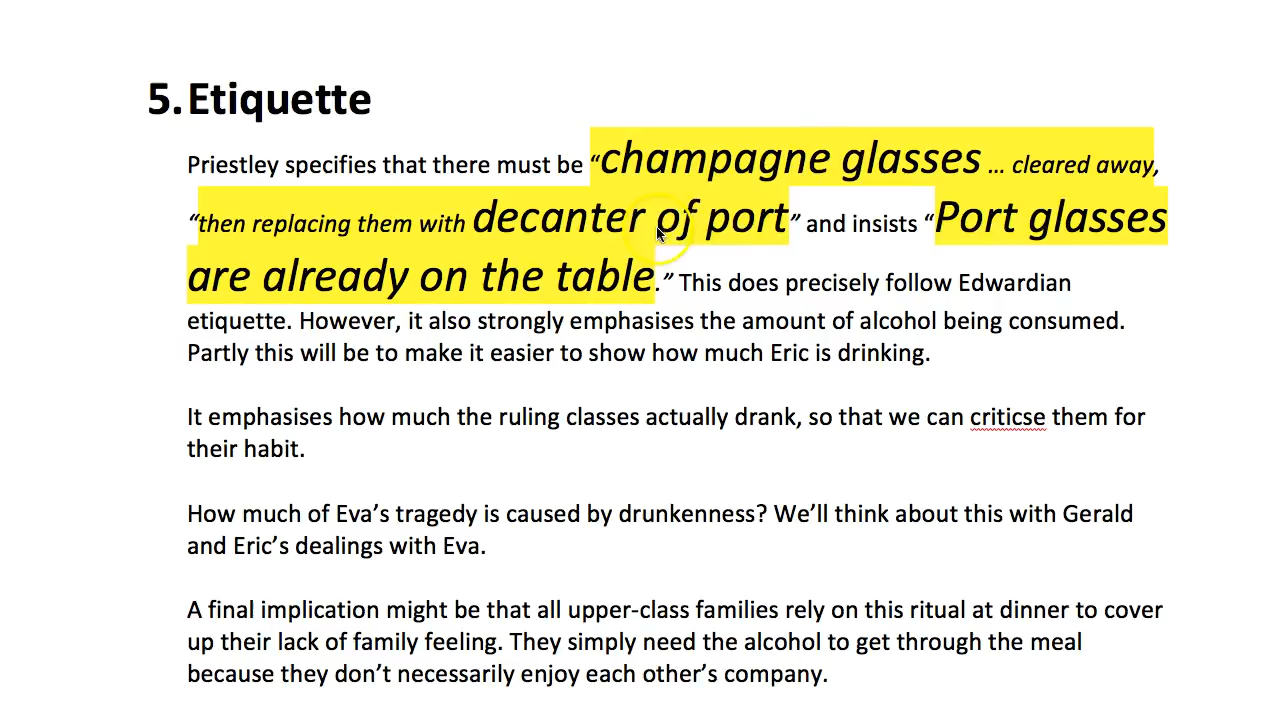 5. Etiquette
Priestley specifies that there must be “champagne glasses … cleared away,
“then replacing them with decanter of port” and insists “Port glasses
are already on the table.” This does precisely follow Edwardian
etiquette. However, it also strongly emphasises the amount of alcohol being consumed.
Partly this will be to make it easier to show how much Eric is drinking.
It emphasises how much the ruling classes actually drank, so that we can criticse them for
their habit.
How much of Eva’s tragedy is caused by drunkenness? We’ll think about this with Gerald
and Eric’s dealings with Eva.
A final implication might be that all upper-class families rely on this ritual at dinner to cover
up their lack of family feeling. They simply need the alcohol to get through the meal
because they don’t necessarily enjoy each other’s company.